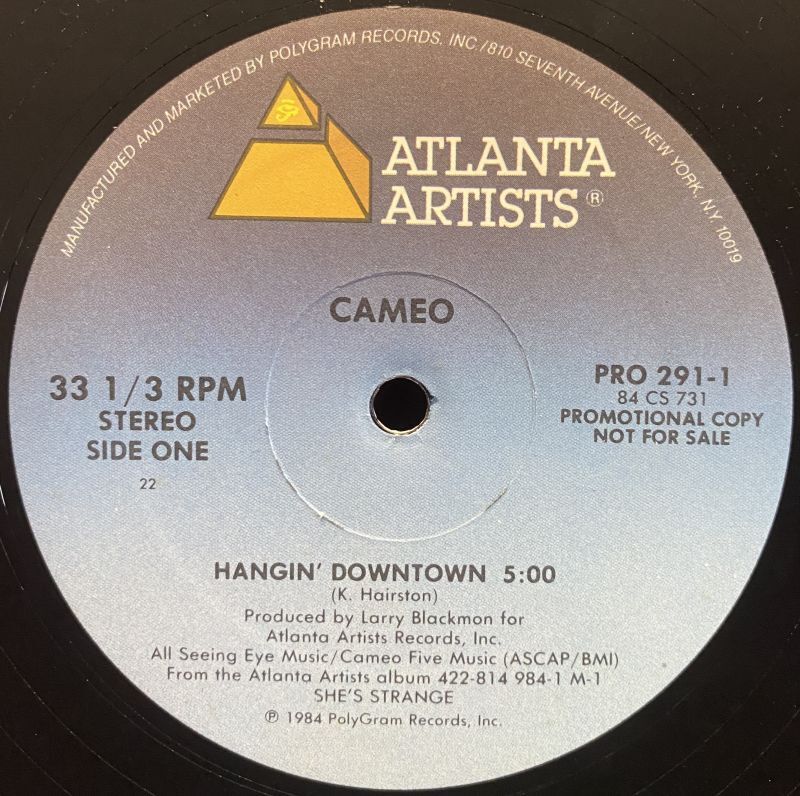 MANUFACTURED AND MARKETED BY POLYGRAM RECORDS, INC./810 SEVENTH AVENUE/NEW YORK, N.Y. 10019
ATLANTA
ARTISTS ®
CAMEO
33 1/3 RPM
STEREO
SIDE ONE
22
PRO 291-1
84 CS 731
PROMOTIONAL COPY
NOT FOR SALE
HANGIN' DOWNTOWN 5:00
(K. Hairston)
Produced by Larry Blackmon for
Atlanta Artists Records, Inc.
All Seeing Eye Music/Cameo Five Music (ASCAP/BMI)
From the Atlanta Artists album 422-814 984-1 M-1
SHE'S STRANGE
℗ 1984 PolyGram Records, Inc.